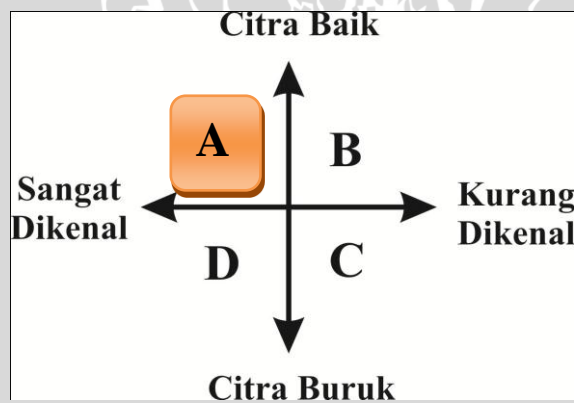 Citra Baik
A
B
Sangat
Dikenal
Kurang
Dikenal
D
C
Citra Buruk